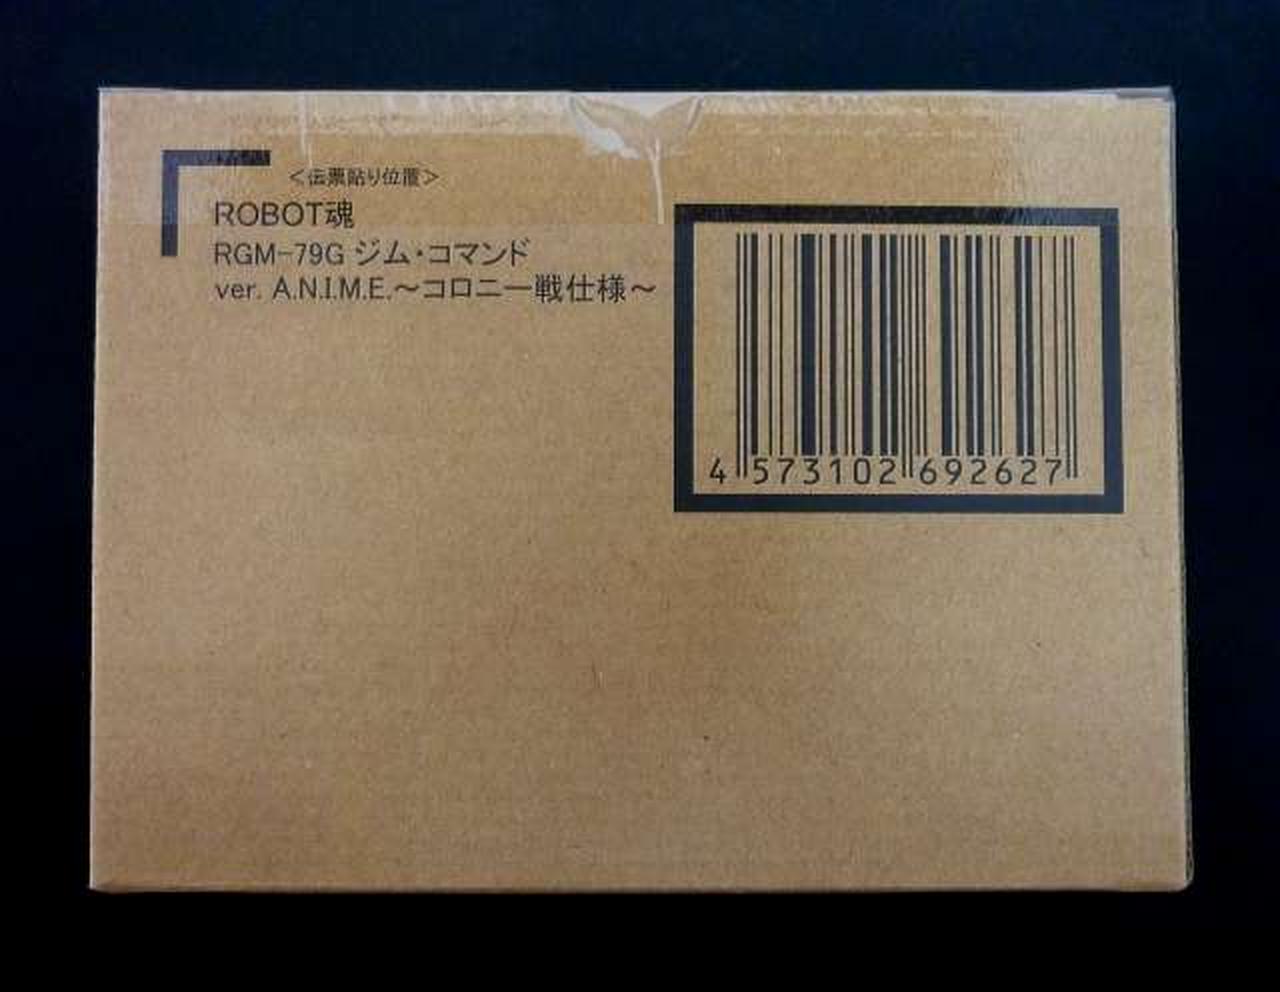 ＜伝票貼り位置＞
ROBOT魂
RGM-79G ジム・コマンド
ver. A.N.I.M.E.～コロニー戦仕様～
4 573102 692627